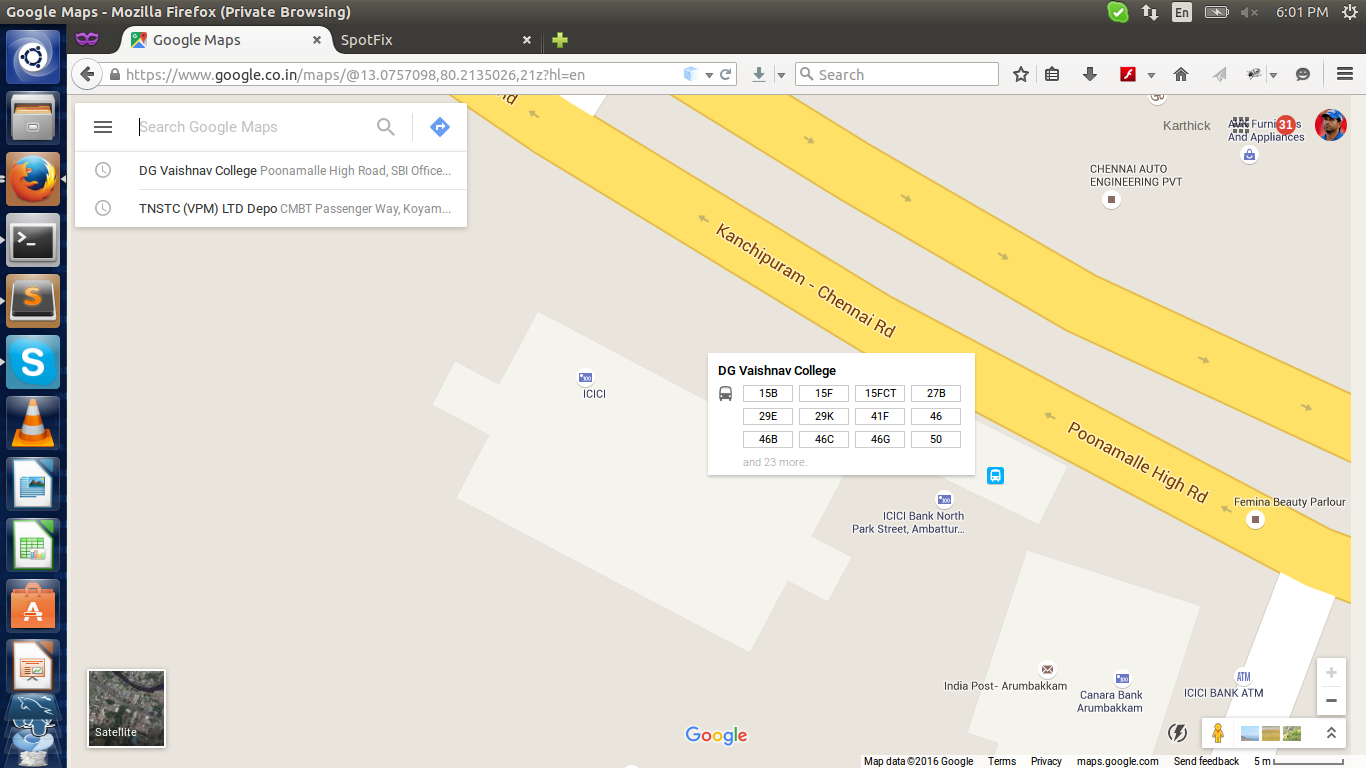 Google Maps - Mozilla Firefox (Private Browsing)
En
6:01 PM
Google Maps
SpotFix
https://www.google.co.in/maps/@13.0757098,80.2135026,21z?hl=en
Search
Search Google Maps
DG Vaishnav College Poonamalle High Road, SBI Office...
TNSTC (VPM) LTD Depo CMBT Passenger Way, Koyam...
Karthick
31
And Appliances
CHENNAI AUTO
ENGINEERING PVT
Kanchipuram - Chennai Rd
ICICI
DG Vaishnav College
15B 15F 15FCT 27B
29E 29K 41F 46
46B 46C 46G 50
and 23 more.
Poonamalle High Rd
ICICI Bank North
Park Street, Ambattur...
Femina Beauty Parlour
India Post- Arumbakkam
Canara Bank
Arumbakkam
ATM
ICICI BANK ATM
Satellite
Google
Map data ©2016 Google Terms Privacy maps.google.com Send feedback 5 m